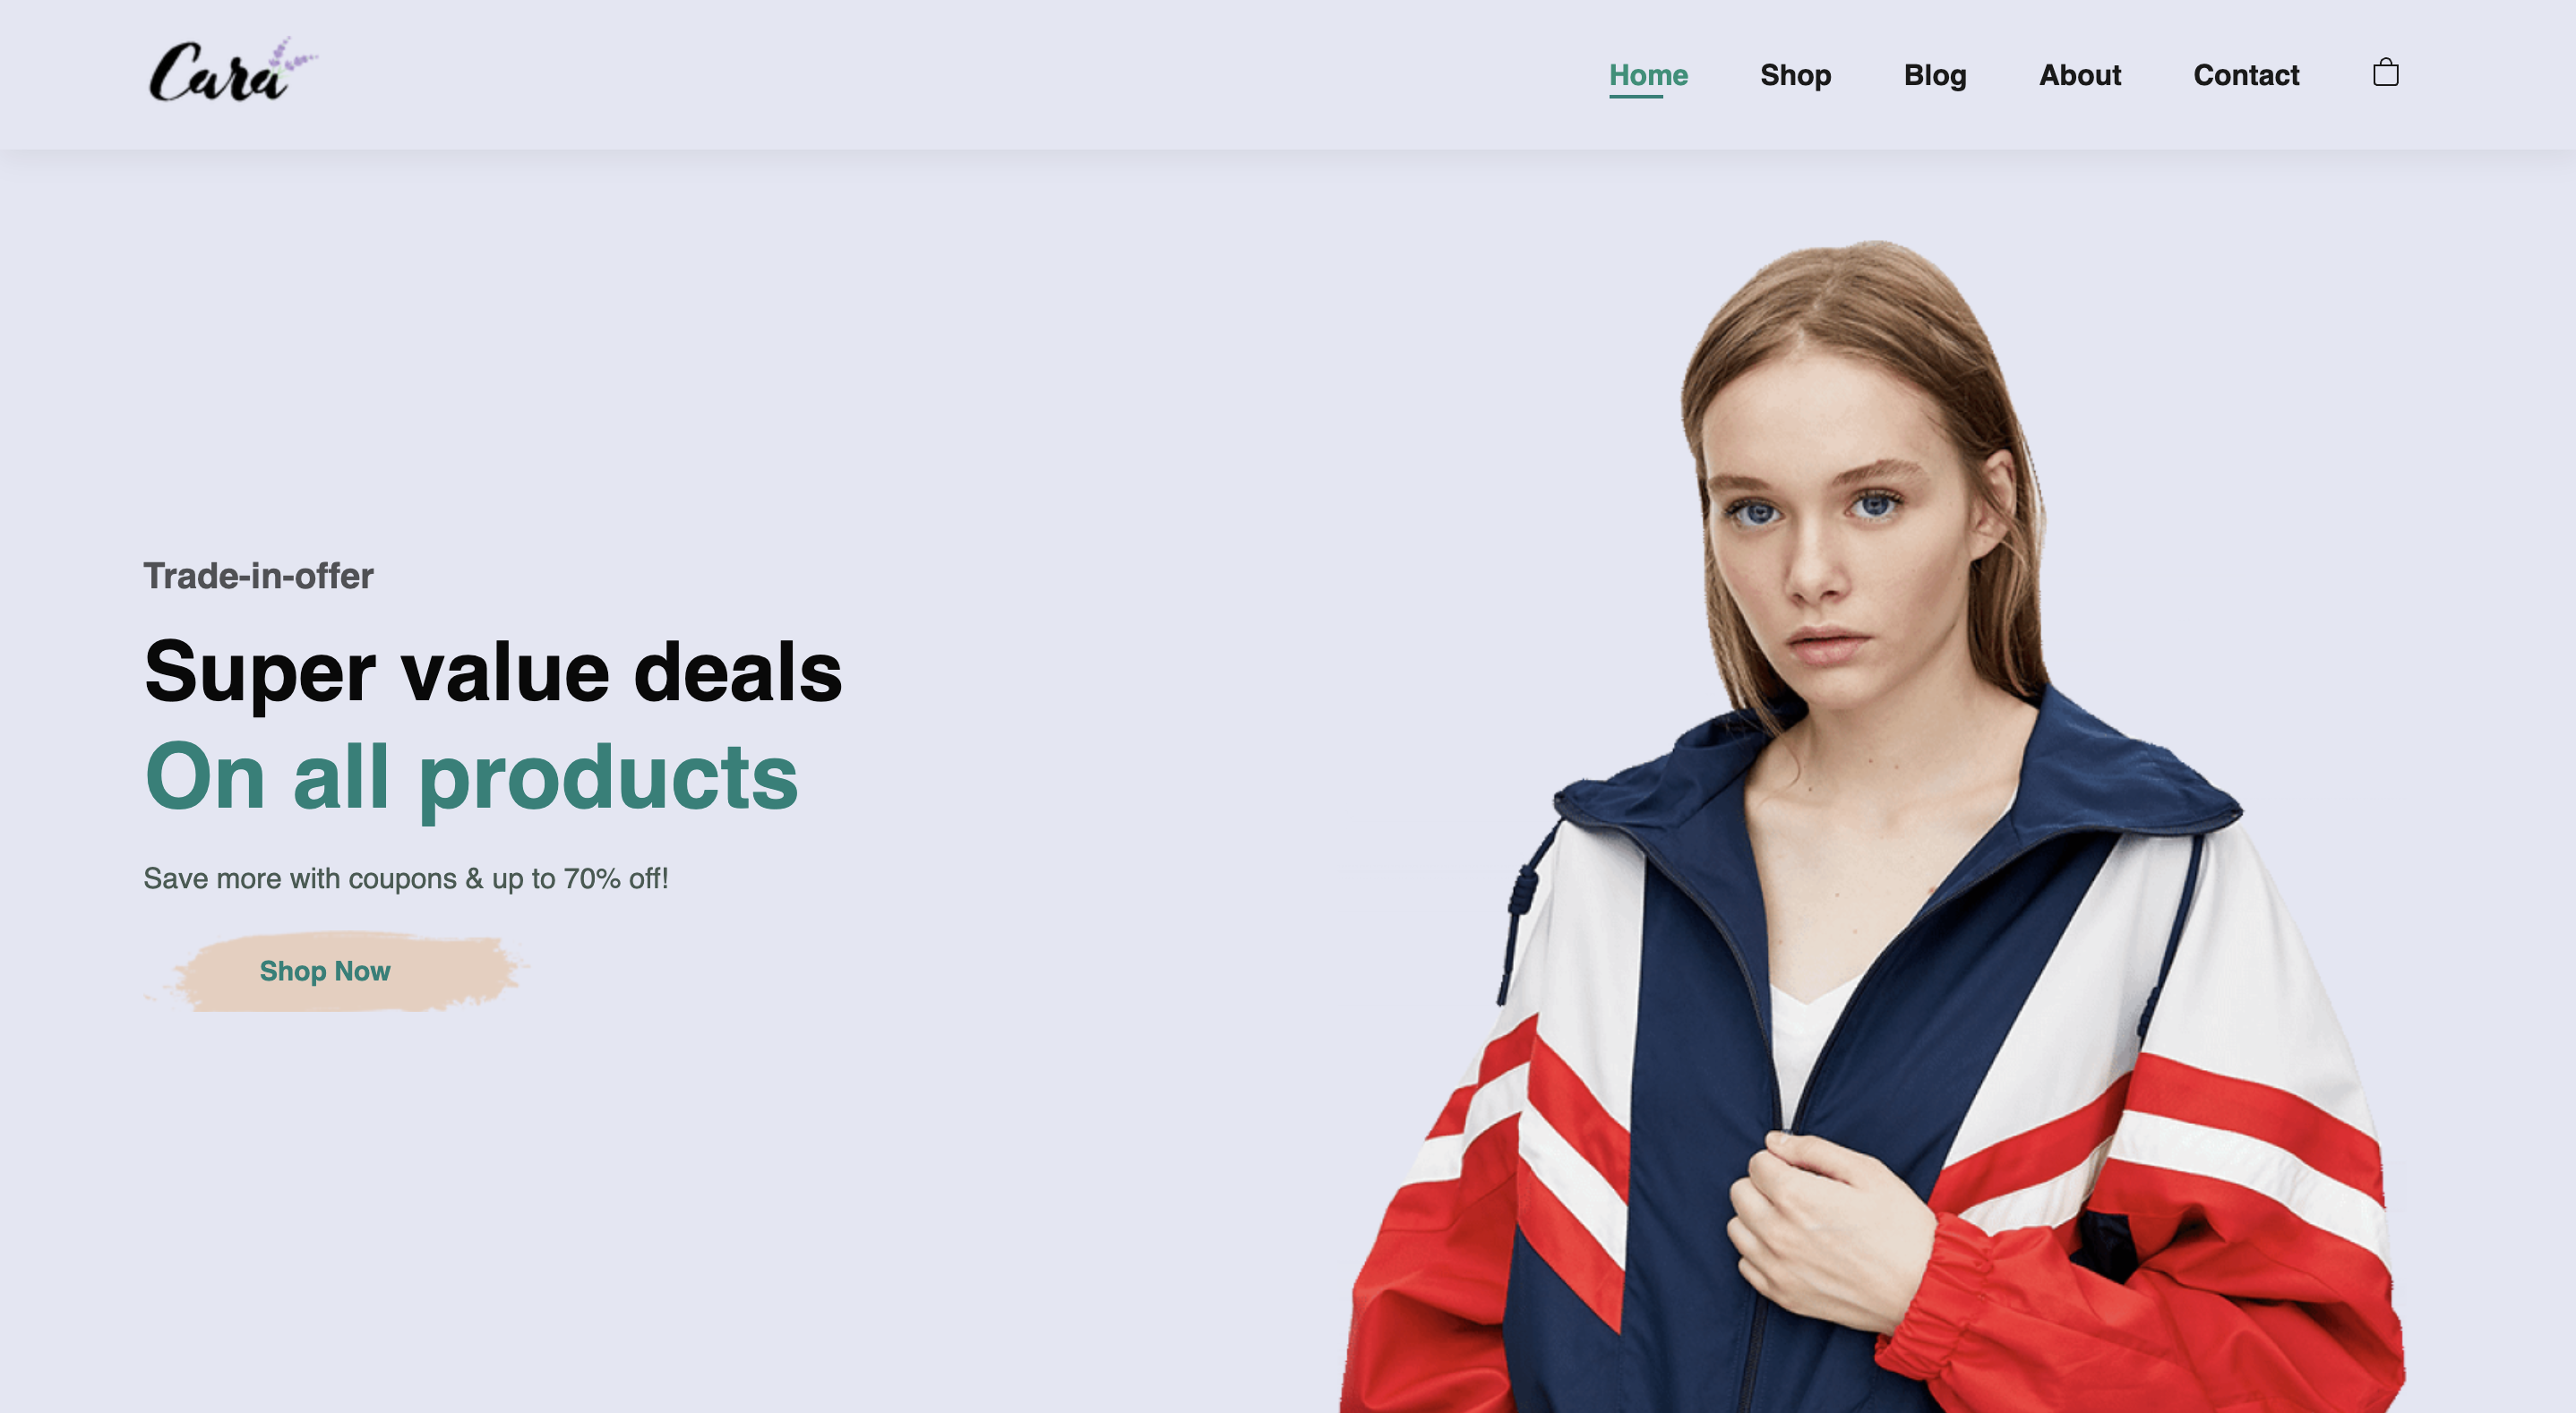 Cara
Home Shop Blog About Contact
Trade-in-offer
Super value deals
On all products
Save more with coupons & up to 70% off!
Shop Now